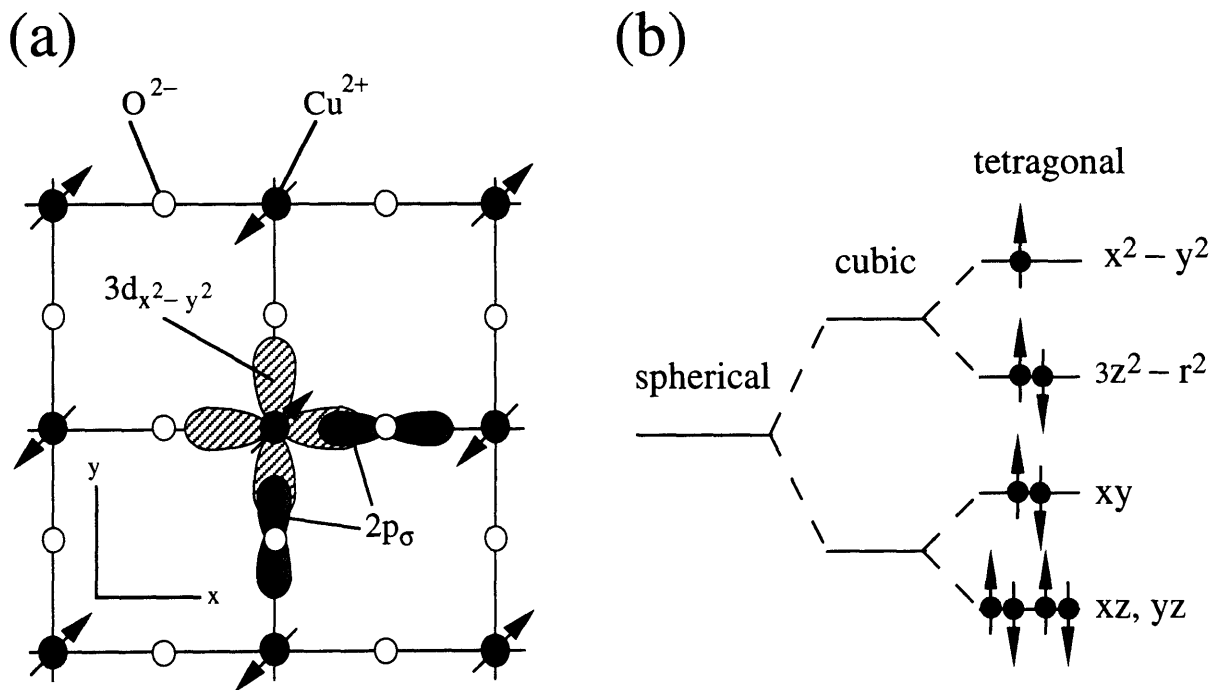 (a)
O²⁻
Cu²⁺
3dₓ²₋ y²
2pσ
y
x
(b)
tetragonal
cubic
spherical
x² – y²
3z² – r²
xy
xz, yz